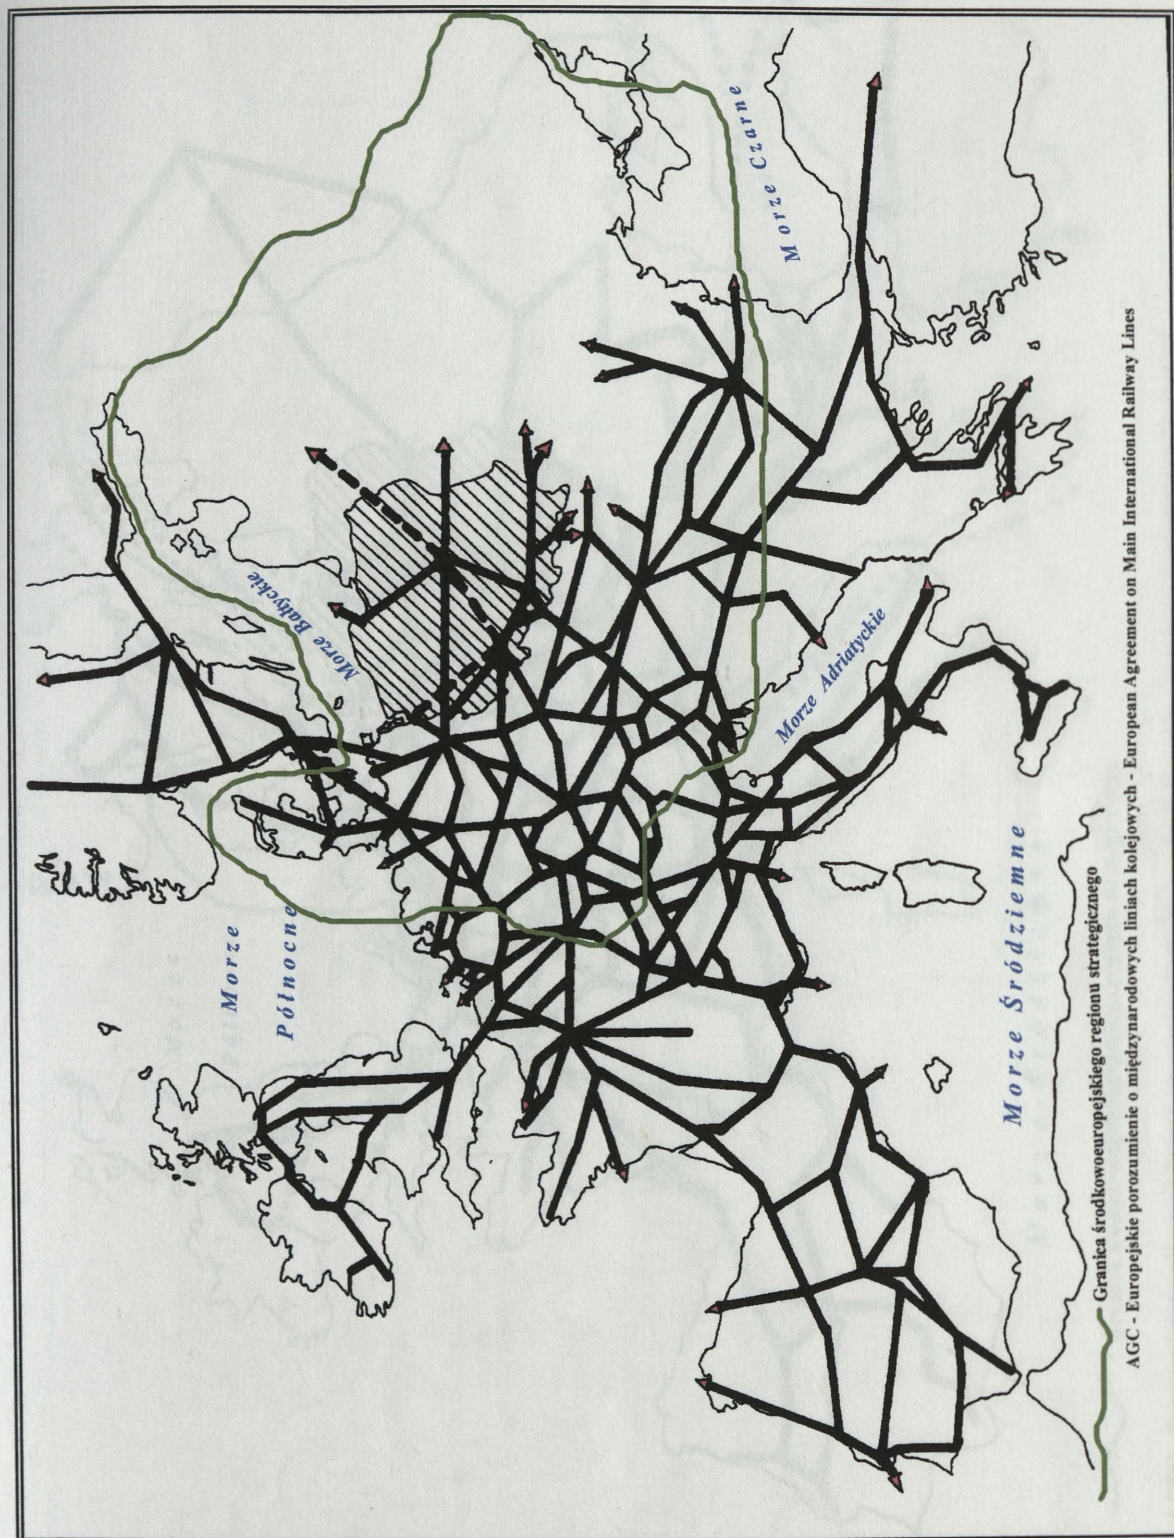 Morze
Północne
Morze Bałtyckie
Morze Czarne
Morze Adriatyckie
Morze Śródziemne
Granica środkowoeuropejskiego regionu strategicznego
AGC - Europejskie porozumienie o międzynarodowych liniach kolejowych - European Agreement on Main International Railway Lines